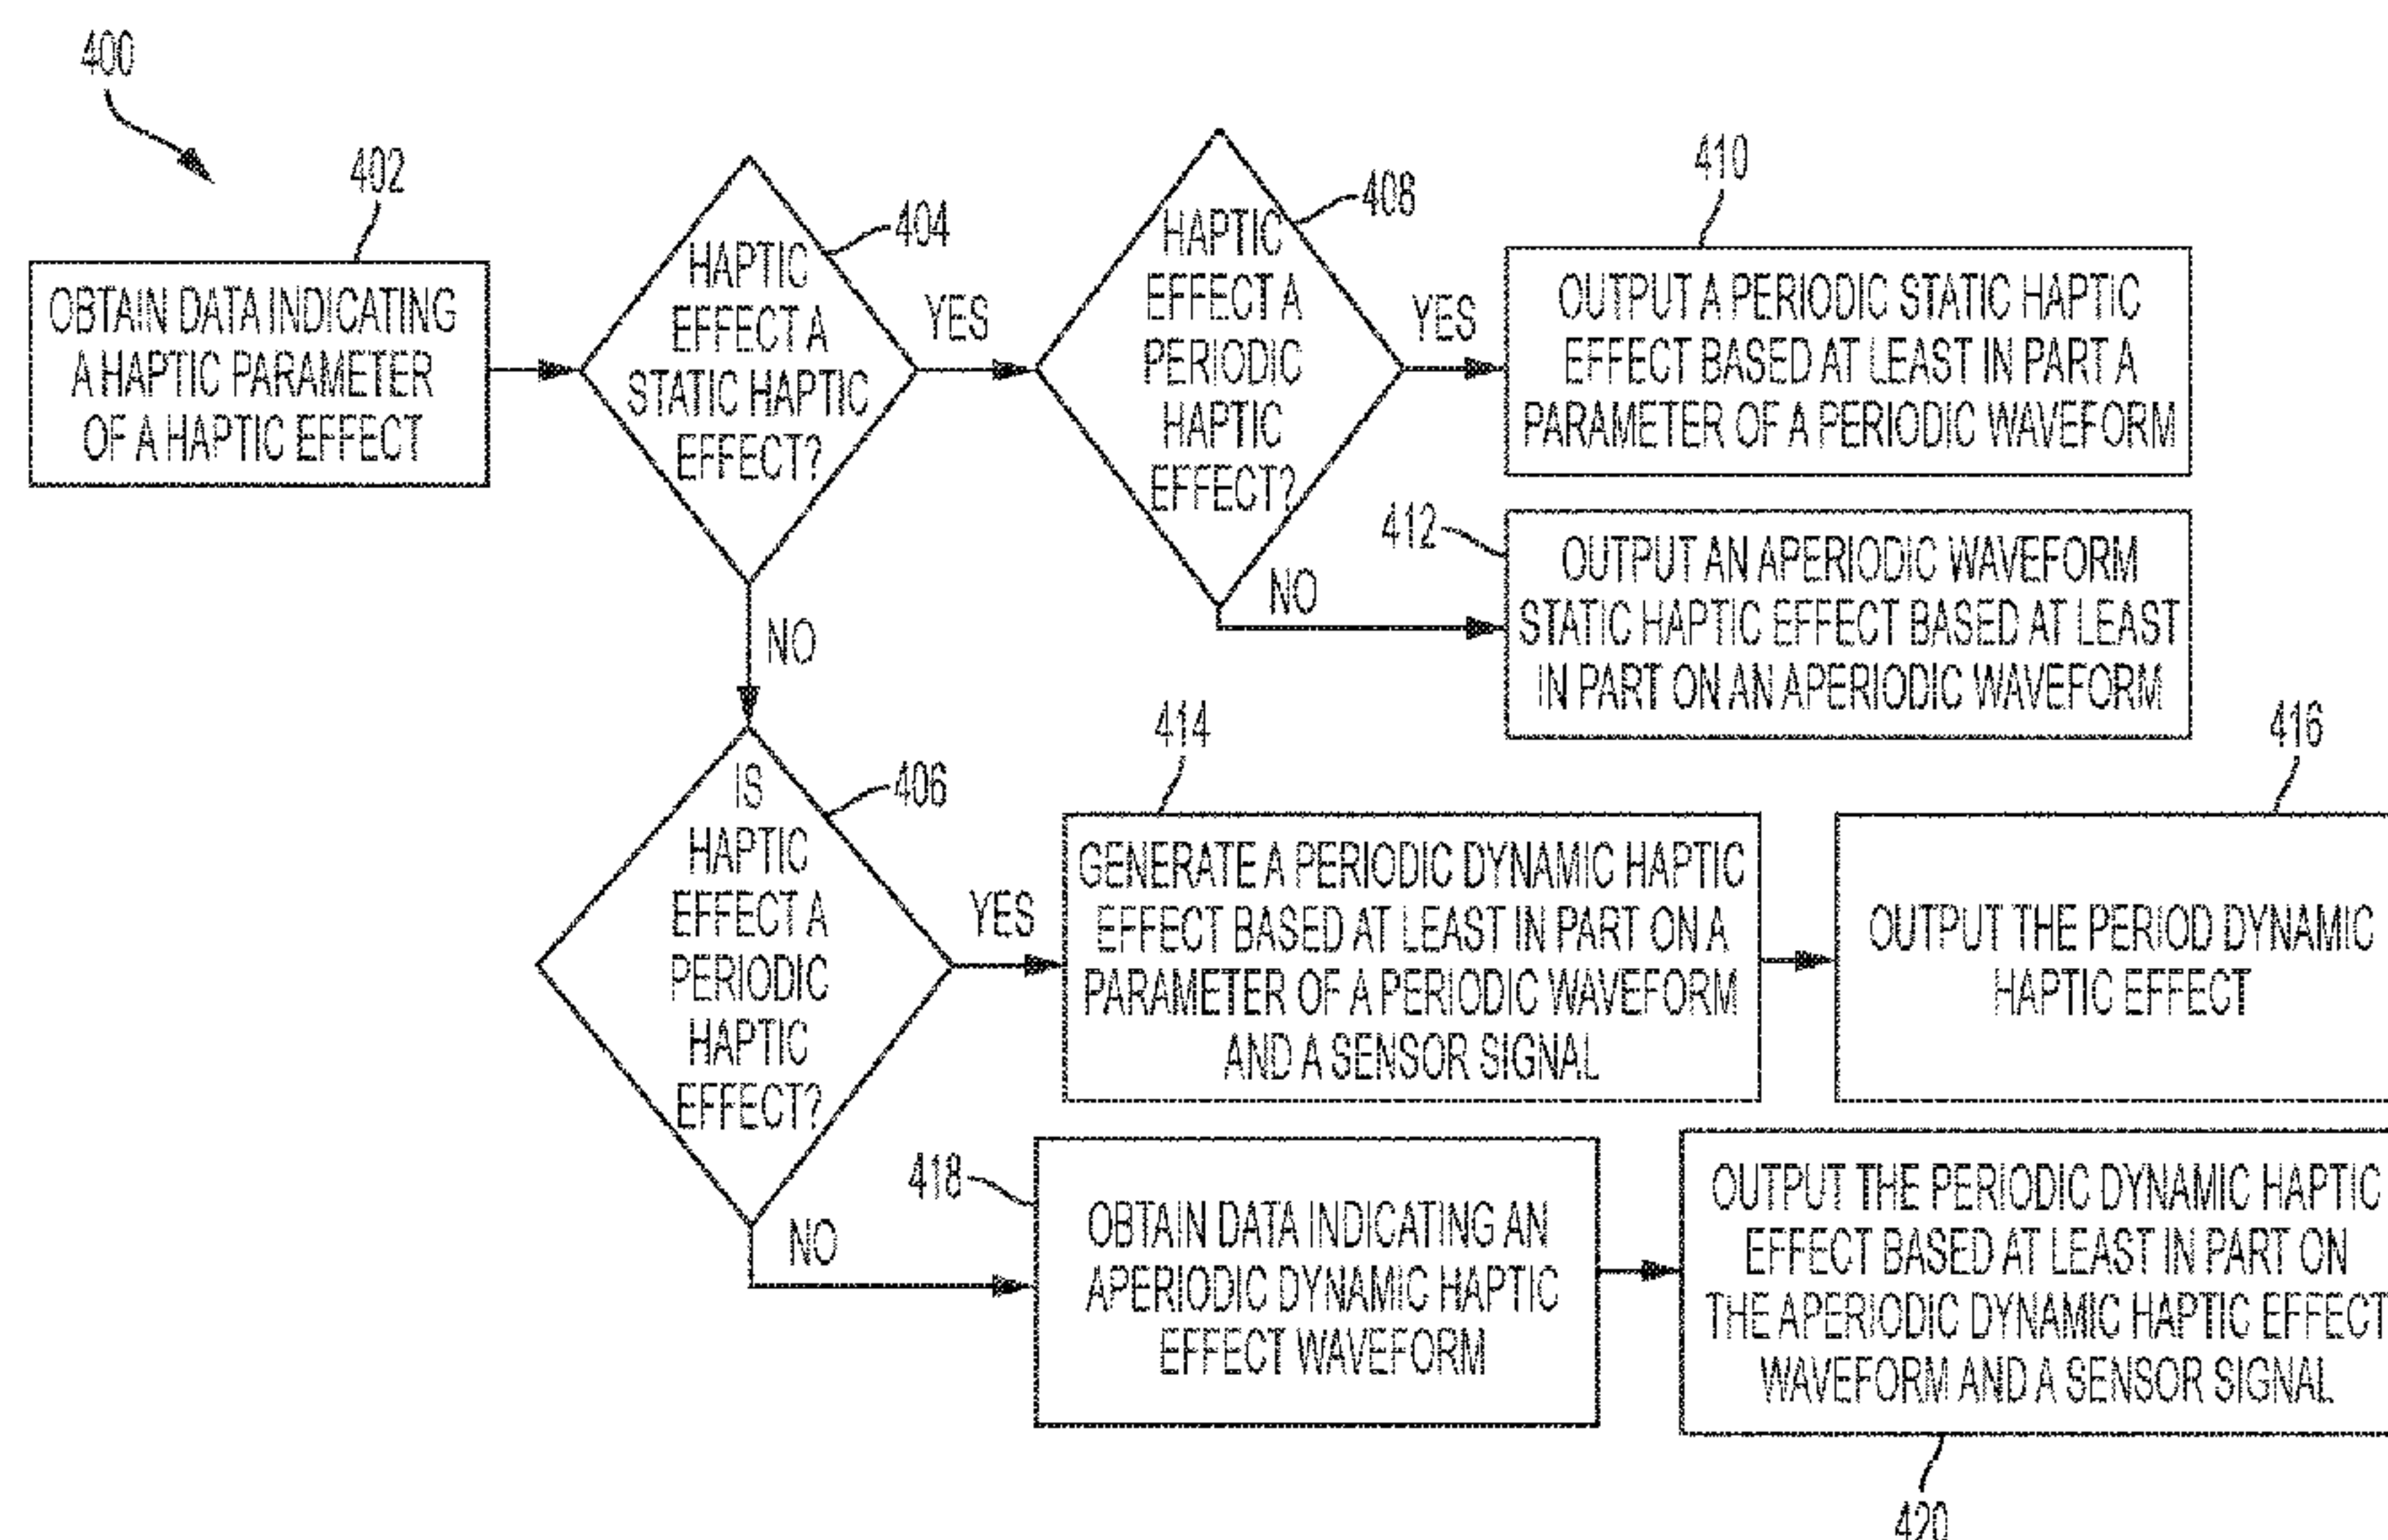 400
402
OBTAIN DATA INDICATING
A HAPTIC PARAMETER
OF A HAPTIC EFFECT
404
HAPTIC
EFFECT A
STATIC HAPTIC
EFFECT?
YES
NO
408
HAPTIC
EFFECT A
PERIODIC
HAPTIC
EFFECT?
YES
NO
410
OUTPUT A PERIODIC STATIC HAPTIC
EFFECT BASED AT LEAST IN PART A
PARAMETER OF A PERIODIC WAVEFORM
412
OUTPUT AN APERIODIC WAVEFORM
STATIC HAPTIC EFFECT BASED AT LEAST
IN PART ON AN APERIODIC WAVEFORM
406
IS
HAPTIC
EFFECT A
PERIODIC
HAPTIC
EFFECT?
YES
NO
414
GENERATE A PERIODIC DYNAMIC HAPTIC
EFFECT BASED AT LEAST IN PART ON A
PARAMETER OF A PERIODIC WAVEFORM
AND A SENSOR SIGNAL
416
OUTPUT THE PERIOD DYNAMIC
HAPTIC EFFECT
418
OBTAIN DATA INDICATING AN
APERIODIC DYNAMIC HAPTIC
EFFECT WAVEFORM
OUTPUT THE PERIODIC DYNAMIC HAPTIC
EFFECT BASED AT LEAST IN PART ON
THE APERIODIC DYNAMIC HAPTIC EFFECT
WAVEFORM AND A SENSOR SIGNAL
420